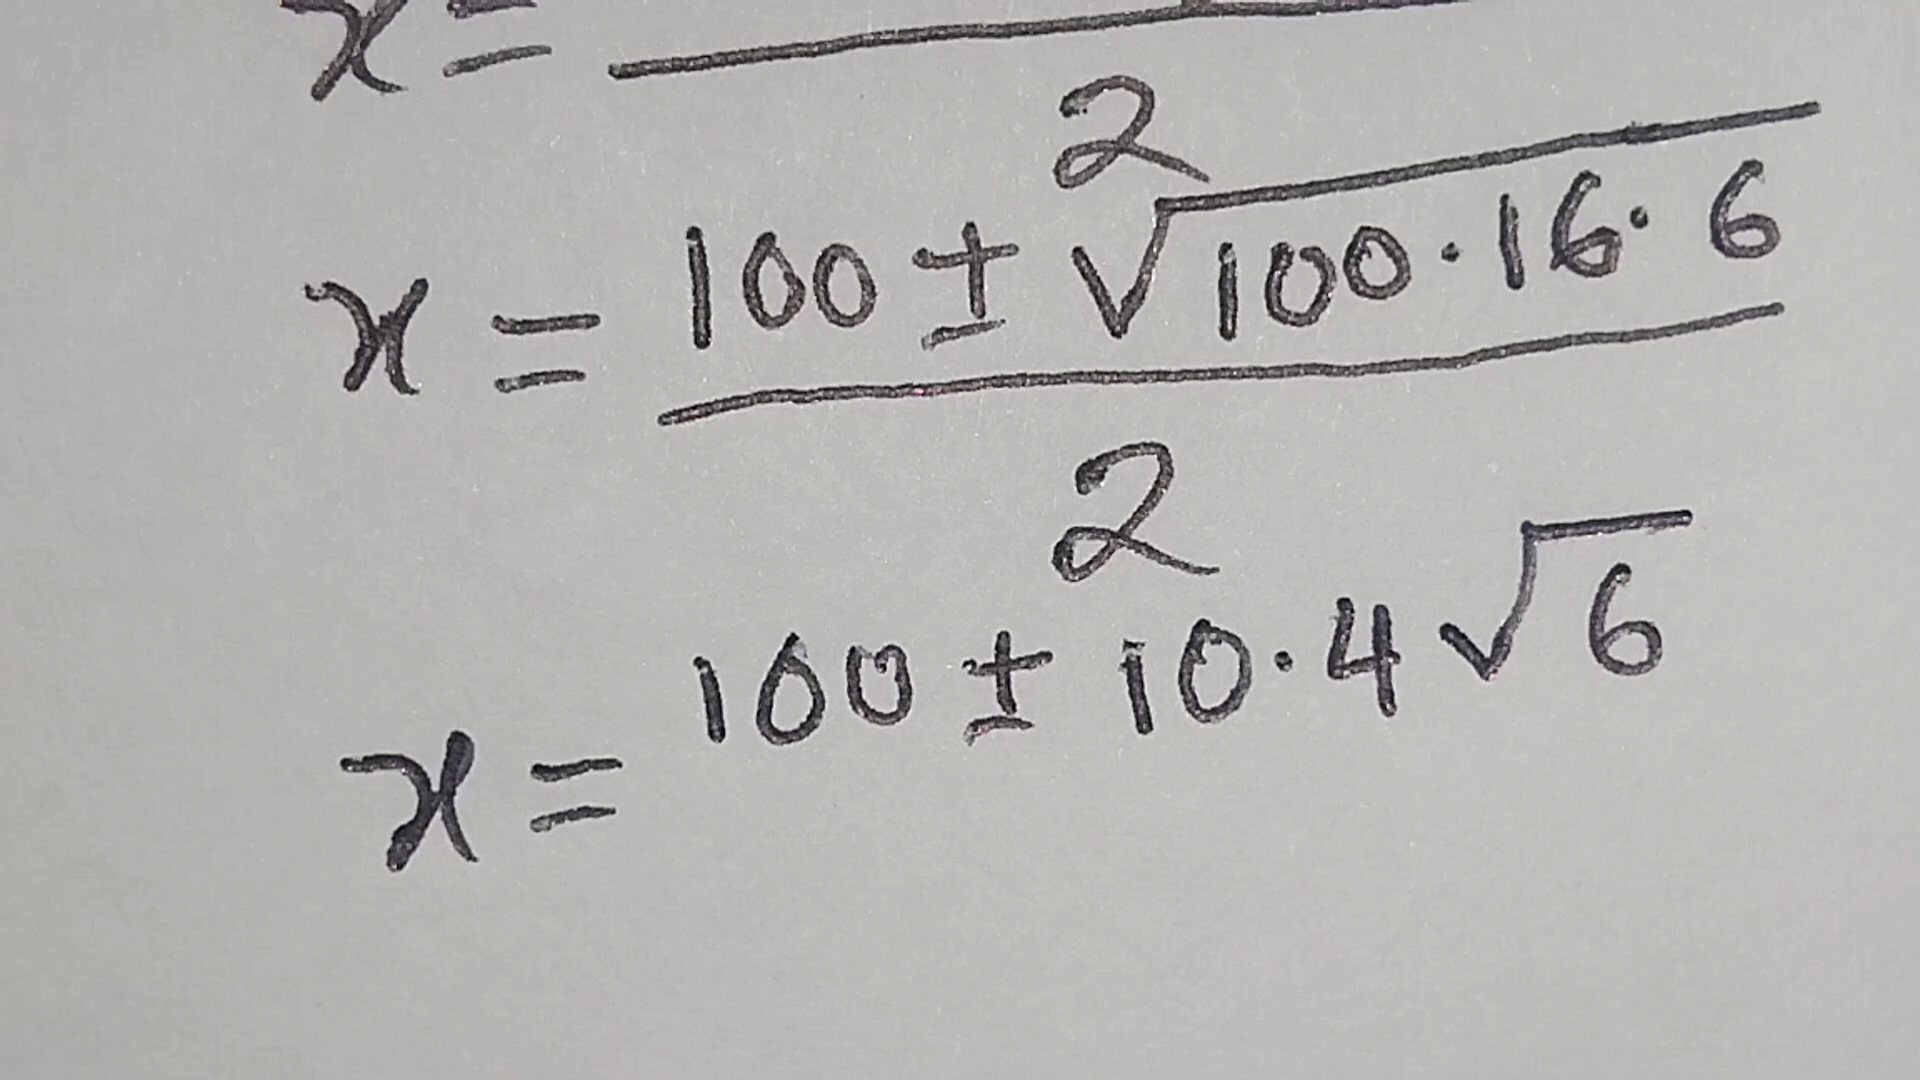 x = 
2
x = 100 ± √100·16·6
2
x = 100 ± 10·4√6